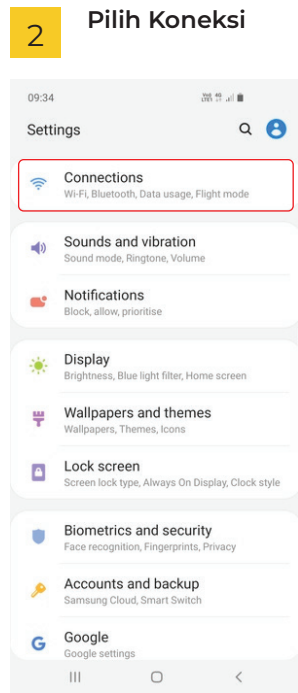 2
Pilih Koneksi
09:34
Settings
Connections
Wi-Fi, Bluetooth, Data usage, Flight mode
Sounds and vibration
Sound mode, Ringtone, Volume
Notifications
Block, allow, prioritise
Display
Brightness, Blue light filter, Home screen
Wallpapers and themes
Wallpapers, Themes, Icons
Lock screen
Screen lock type, Always On Display, Clock style
Biometrics and security
Face recognition, Fingerprints, Privacy
Accounts and backup
Samsung Cloud, Smart Switch
Google
Google settings